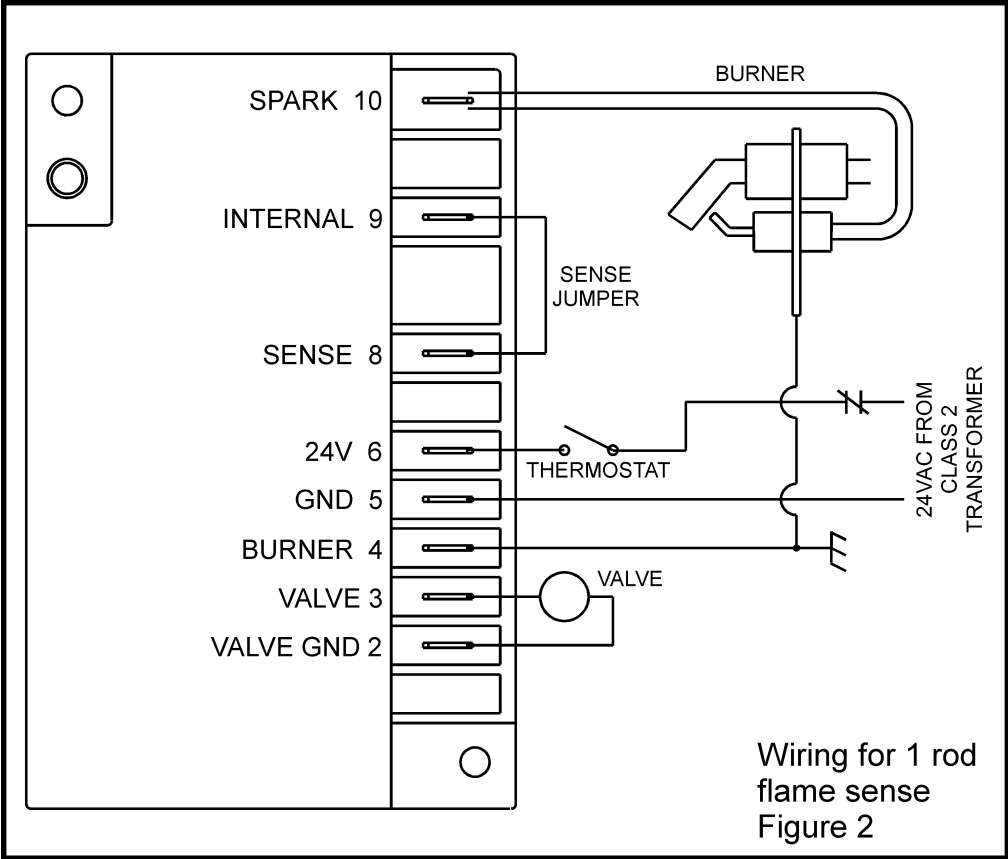 BURNER
SPARK 10
INTERNAL 9
SENSE
JUMPER
SENSE 8
24V 6
THERMOSTAT
24VAC FROM
CLASS 2
TRANSFORMER
GND 5
BURNER 4
VALVE
VALVE 3
VALVE GND 2
Wiring for 1 rod
flame sense
Figure 2